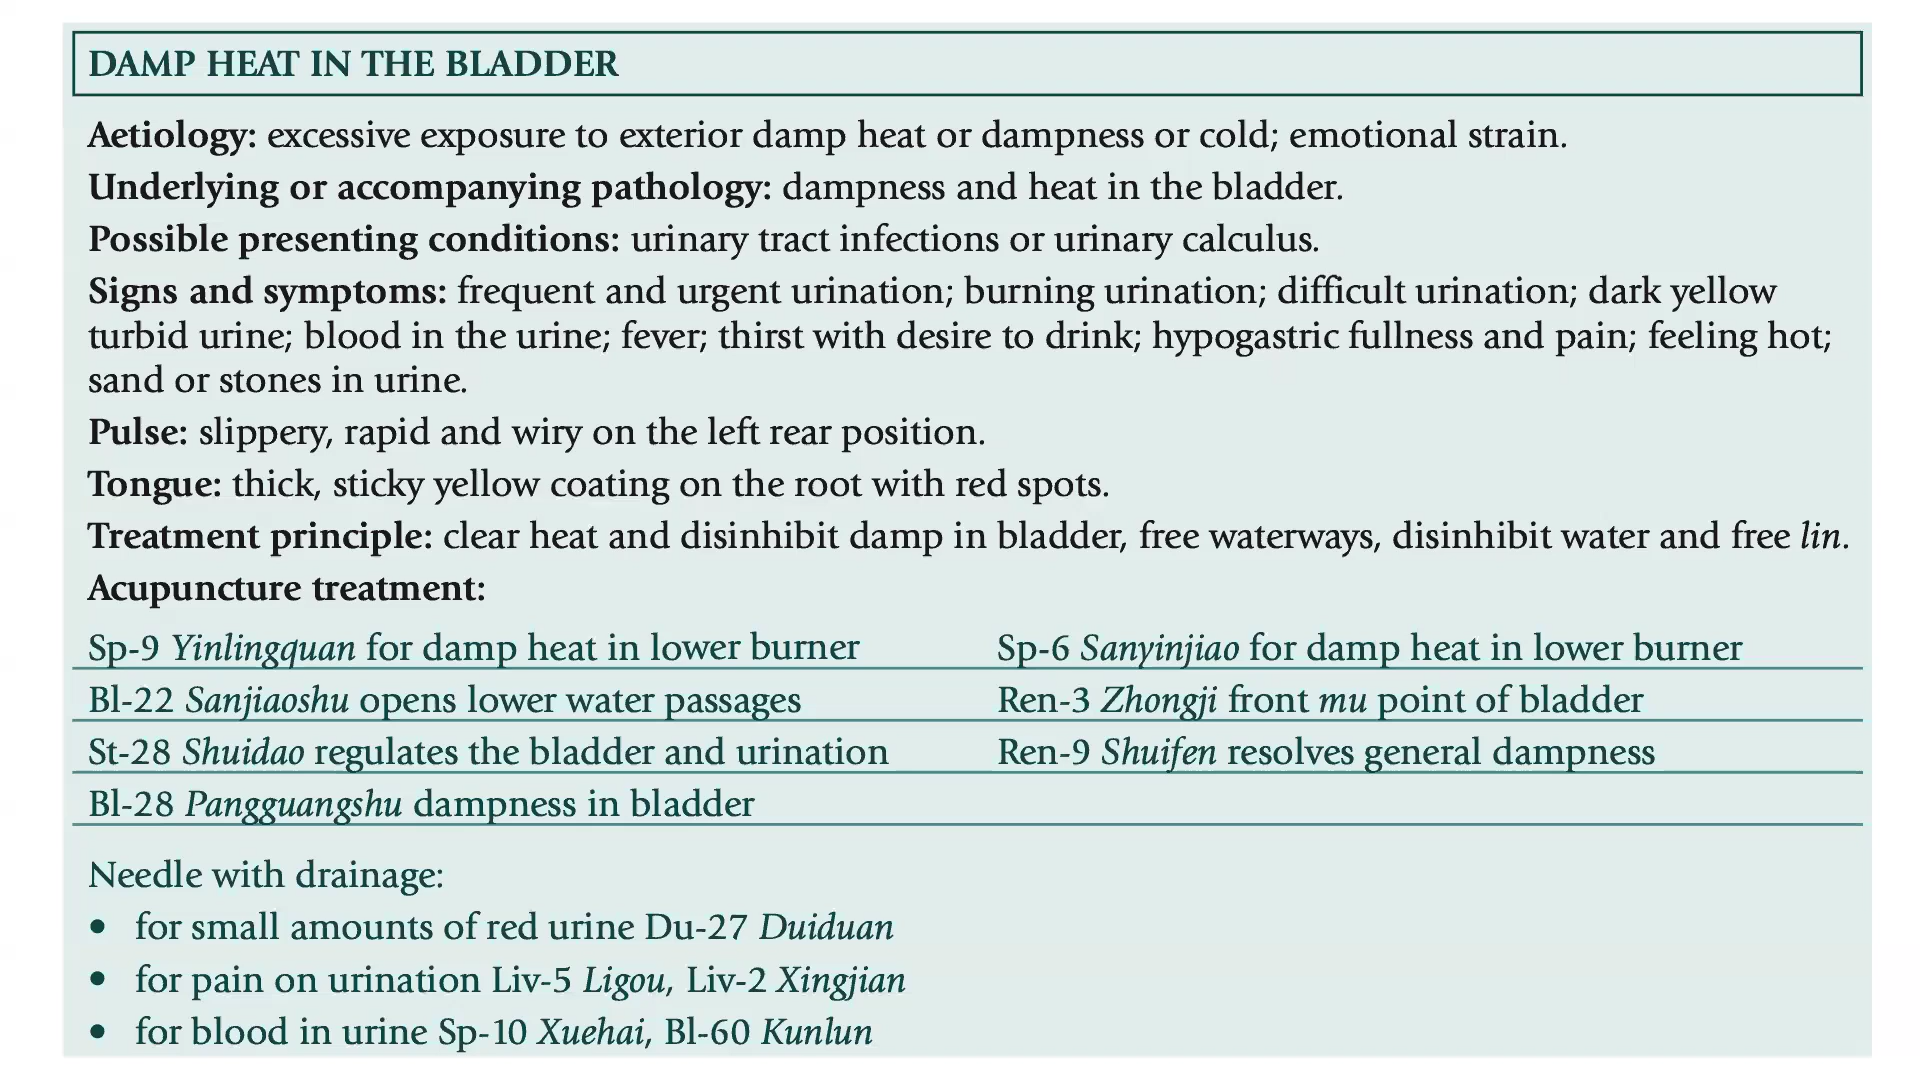 DAMP HEAT IN THE BLADDER
Aetiology: excessive exposure to exterior damp heat or dampness or cold; emotional strain.
Underlying or accompanying pathology: dampness and heat in the bladder.
Possible presenting conditions: urinary tract infections or urinary calculus.
Signs and symptoms: frequent and urgent urination; burning urination; difficult urination; dark yellow
turbid urine; blood in the urine; fever; thirst with desire to drink; hypogastric fullness and pain; feeling hot;
sand or stones in urine.
Pulse: slippery, rapid and wiry on the left rear position.
Tongue: thick, sticky yellow coating on the root with red spots.
Treatment principle: clear heat and disinhibit damp in bladder, free waterways, disinhibit water and free lin.
Acupuncture treatment:
Sp-9 Yinlingquan for damp heat in lower burner Sp-6 Sanyinjiao for damp heat in lower burner
Bl-22 Sanjiaoshu opens lower water passages Ren-3 Zhongji front mu point of bladder
St-28 Shuidao regulates the bladder and urination Ren-9 Shuifen resolves general dampness
Bl-28 Pangguangshu dampness in bladder
Needle with drainage:
• for small amounts of red urine Du-27 Duiduan
• for pain on urination Liv-5 Ligou, Liv-2 Xingjian
• for blood in urine Sp-10 Xuehai, Bl-60 Kunlun